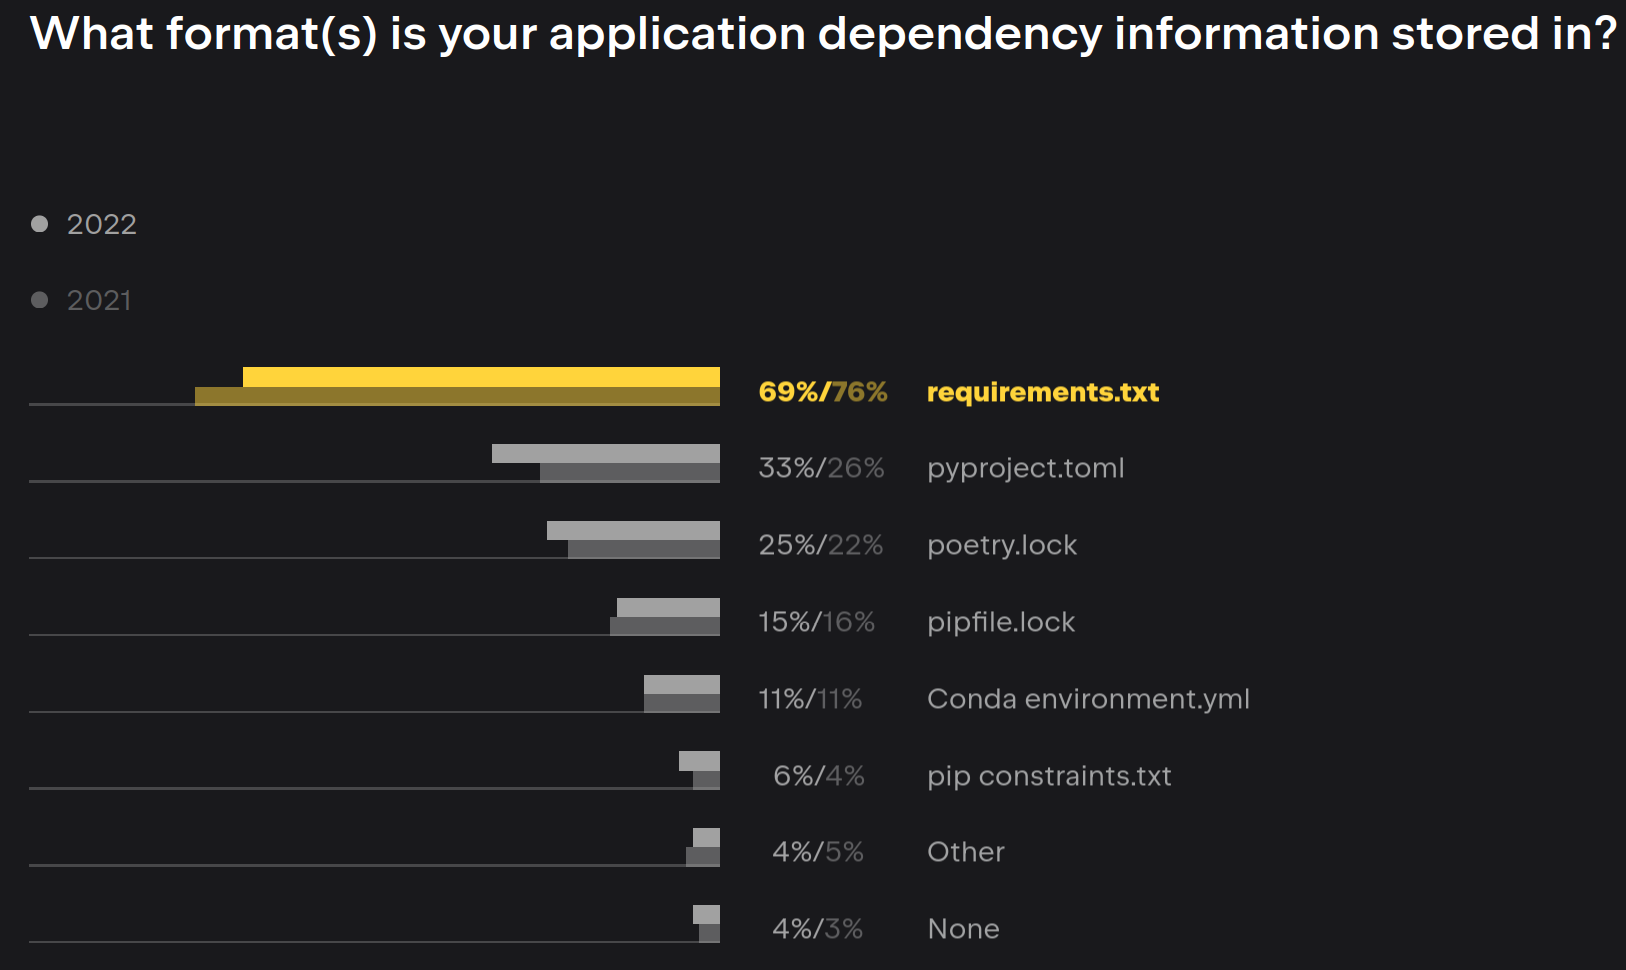 What format(s) is your application dependency information stored in?
2022
2021
69%/76% requirements.txt
33%/26% pyproject.toml
25%/22% poetry.lock
15%/16% pipfile.lock
11%/11% Conda environment.yml
6%/4% pip constraints.txt
4%/5% Other
4%/3% None